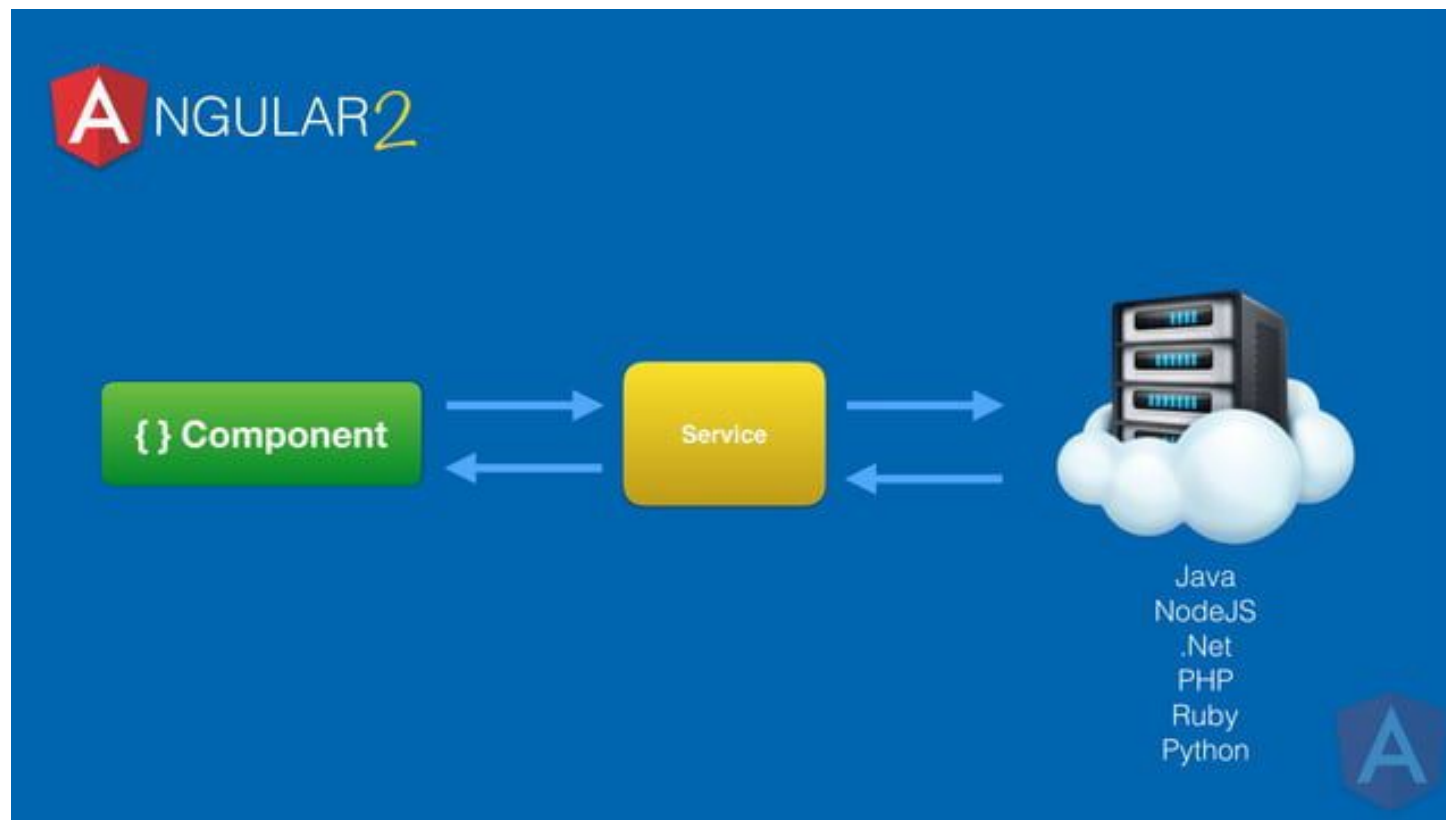 ANGULAR2
{ } Component
Service
Java
NodeJS
.Net
PHP
Ruby
Python
A